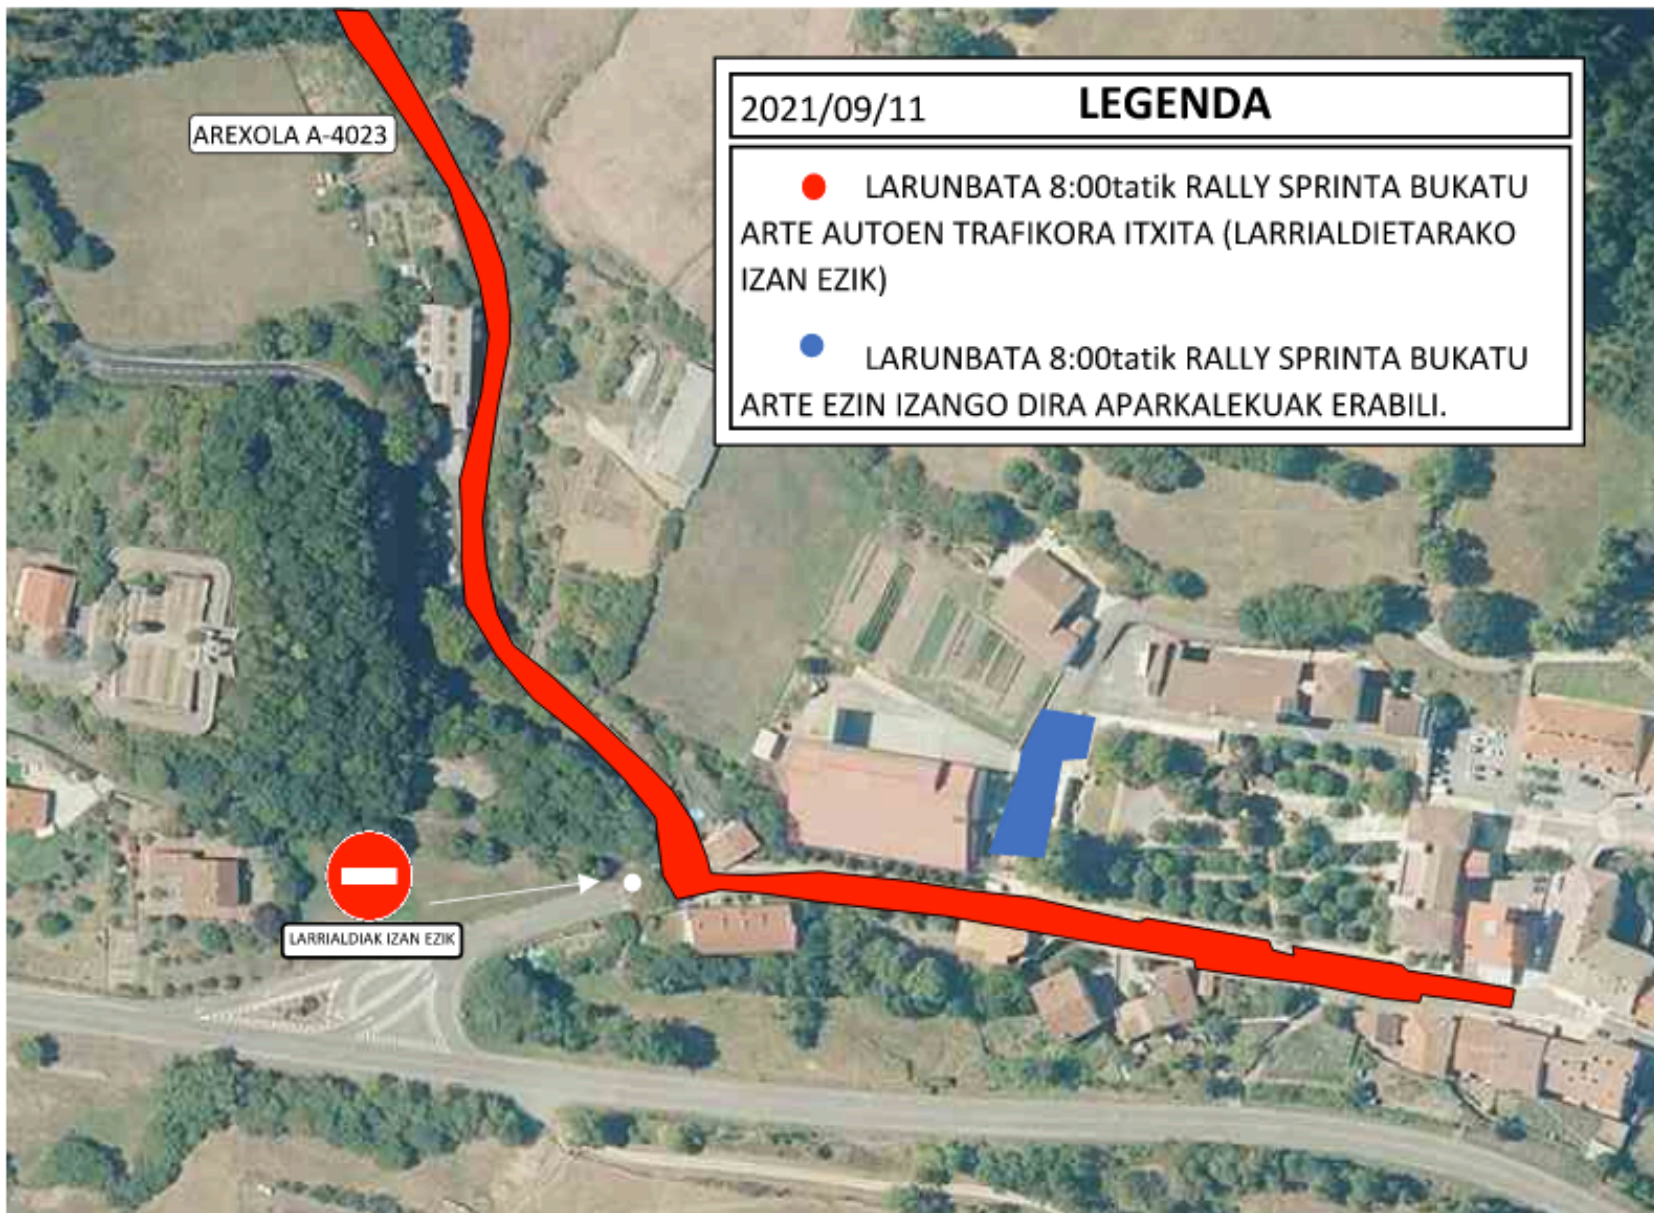 AREXOLA A-4023
2021/09/11 LEGENDA
LARUNBATA 8:00tatik RALLY SPRINTA BUKATU
ARTE AUTOEN TRAFIKORA ITXITA (LARRIALDIETARAKO
IZAN EZIK)
LARUNBATA 8:00tatik RALLY SPRINTA BUKATU
ARTE EZIN IZANGO DIRA APARKALEKUAK ERABILI.
LARRIALDIAK IZAN EZIK